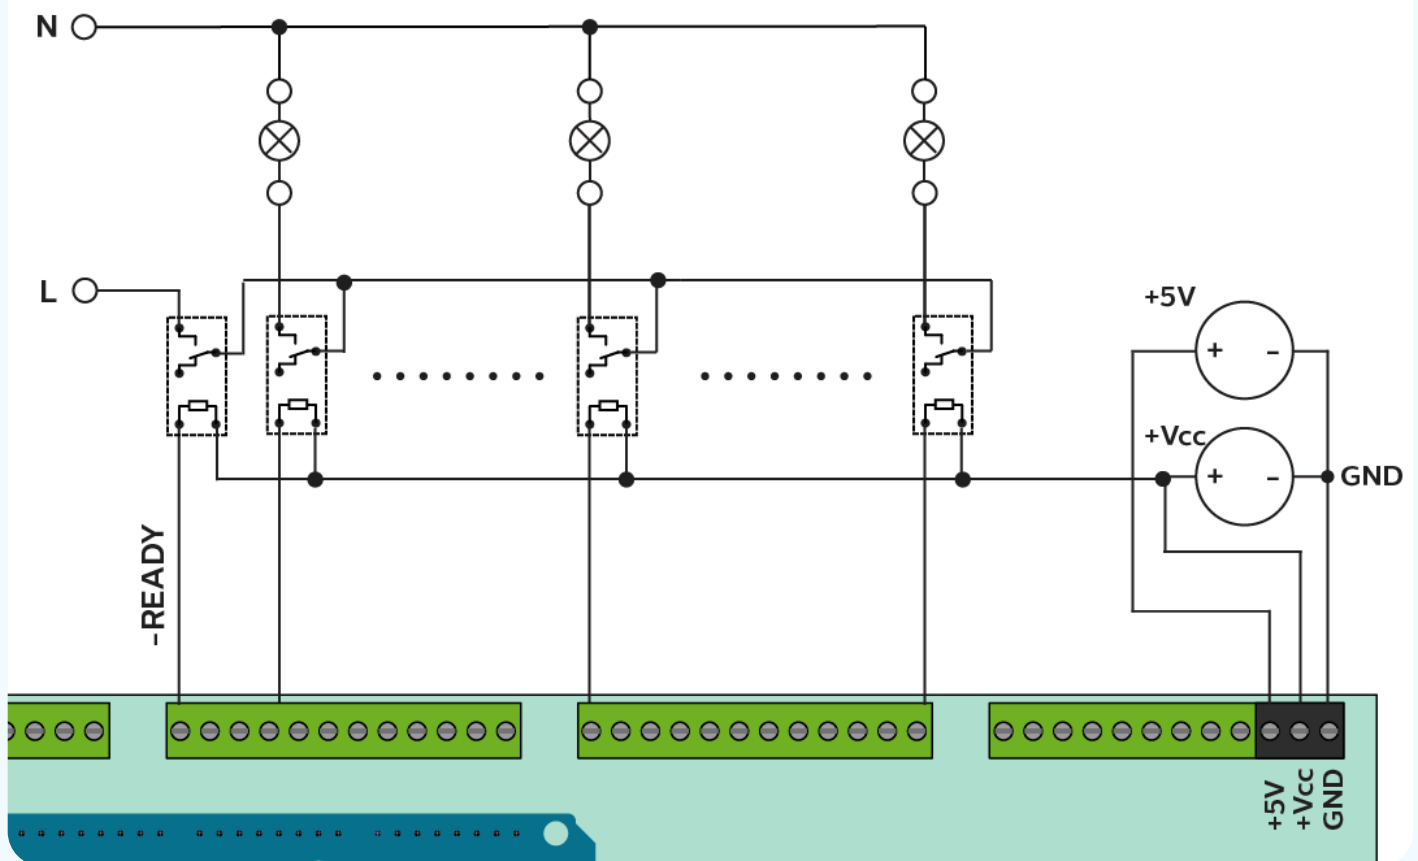 N
L
+5V
+ -
+Vcc
+ -
GND
-READY
+5V
+Vcc
GND